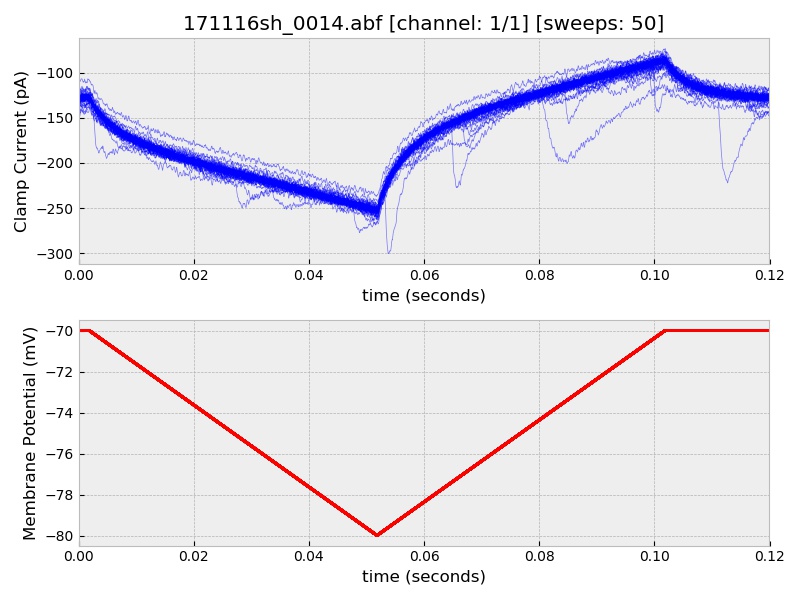 171116sh_0014.abf [channel: 1/1] [sweeps: 50]
Clamp Current (pA)
−100
−150
−200
−250
−300
0.00 0.02 0.04 0.06 0.08 0.10 0.12
time (seconds)
Membrane Potential (mV)
−70
−72
−74
−76
−78
−80
0.00 0.02 0.04 0.06 0.08 0.10 0.12
time (seconds)